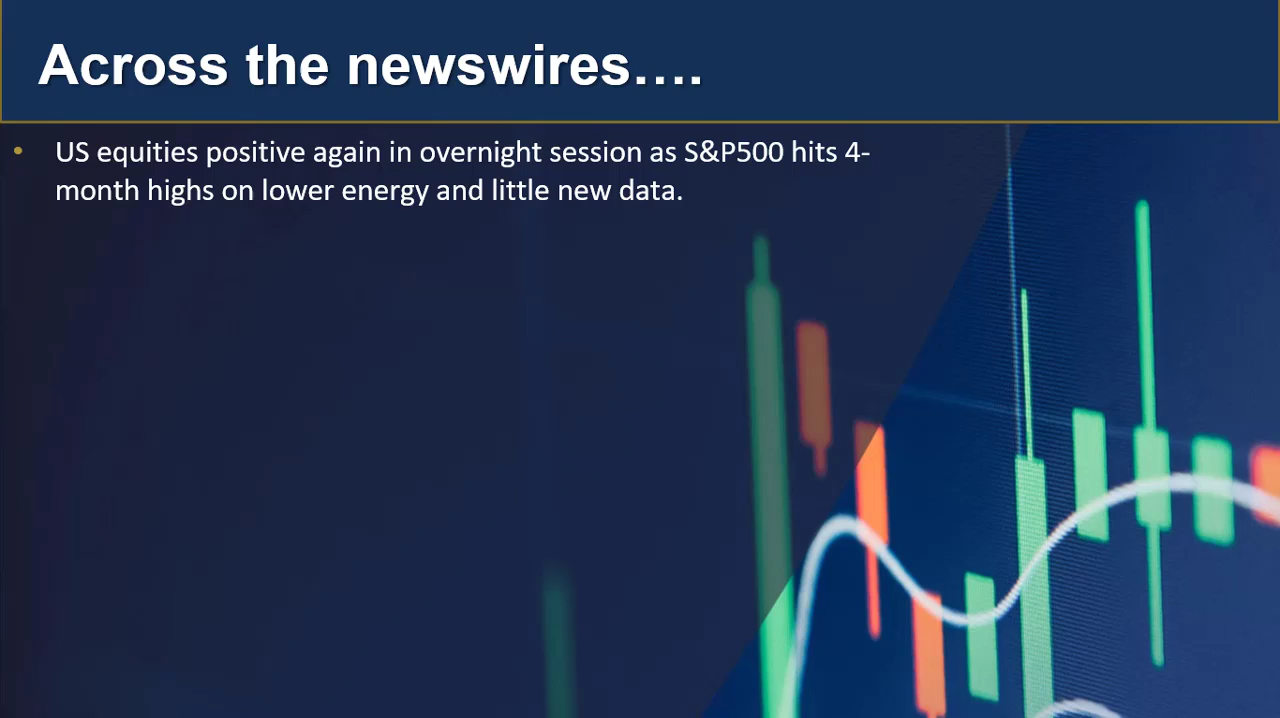 Across the newswires….
• US equities positive again in overnight session as S&P500 hits 4-
month highs on lower energy and little new data.